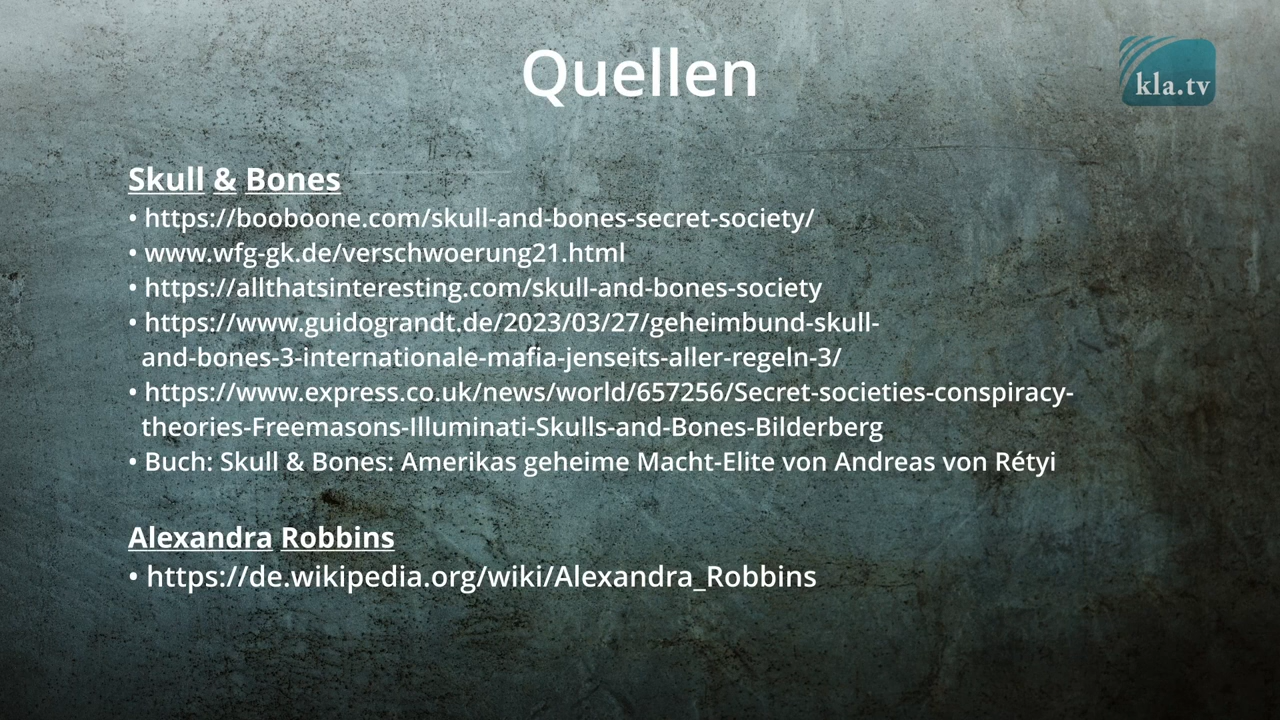 Quellen
kla.tv
Skull & Bones
• https://booboone.com/skull-and-bones-secret-society/
• www.wfg-gk.de/verschwoerung21.html
• https://allthatsinteresting.com/skull-and-bones-society
• https://www.guidograndt.de/2023/03/27/geheimbund-skull-
and-bones-3-internationale-mafia-jenseits-aller-regeln-3/
• https://www.express.co.uk/news/world/657256/Secret-societies-conspiracy-
theories-Freemasons-Illuminati-Skulls-and-Bones-Bilderberg
• Buch: Skull & Bones: Amerikas geheime Macht-Elite von Andreas von Rétyi
Alexandra Robbins
• https://de.wikipedia.org/wiki/Alexandra_Robbins